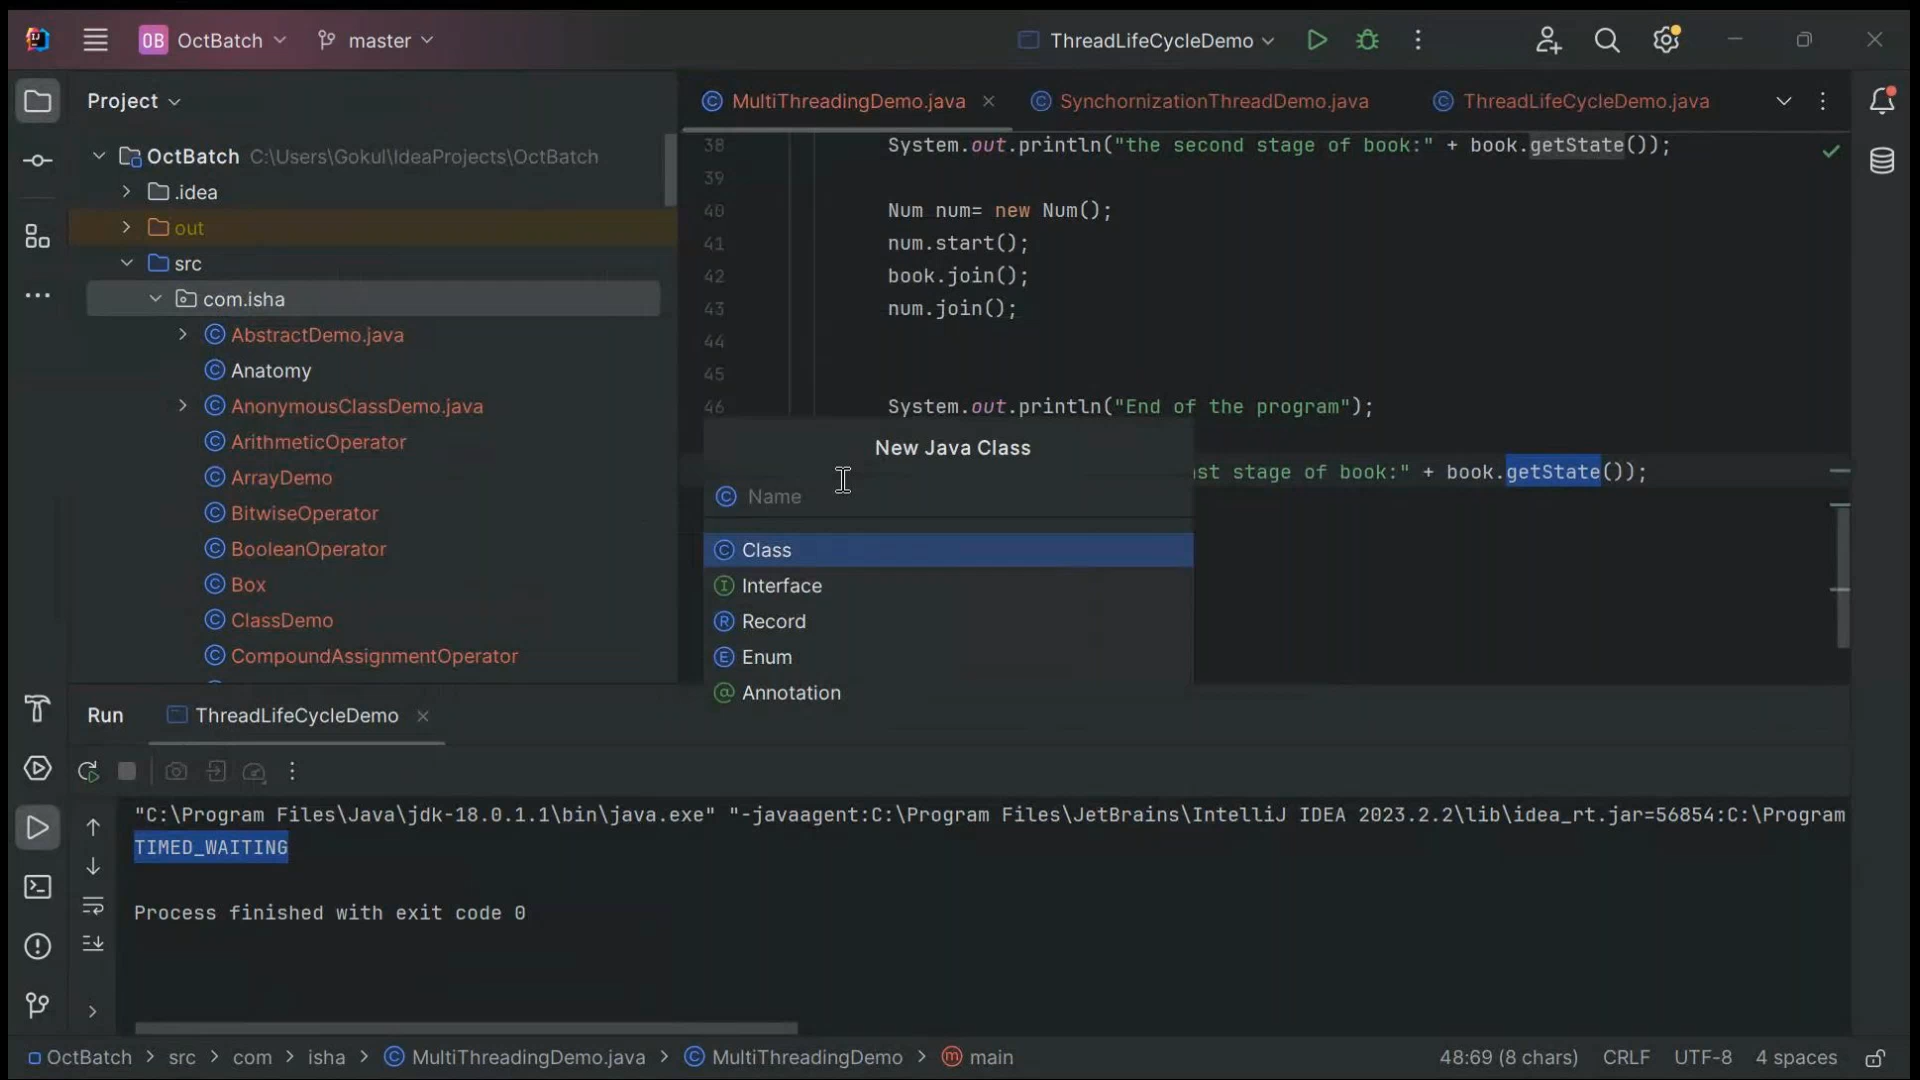 OB OctBatch master ThreadLifeCycleDemo
Project
MultiThreadingDemo.java SynchornizationThreadDemo.java ThreadLifeCycleDemo.java
OctBatch C:\Users\Gokul\IdeaProjects\OctBatch
.idea
out
src
com.isha
AbstractDemo.java
Anatomy
AnonymousClassDemo.java
ArithmeticOperator
ArrayDemo
BitwiseOperator
BooleanOperator
Box
ClassDemo
CompoundAssignmentOperator
38 System.out.println("the second stage of book:" + book.getState());
39
40 Num num= new Num();
41 num.start();
42 book.join();
43 num.join();
44
45
46 System.out.println("End of the program");
st stage of book:" + book.getState());
New Java Class
Name
Class
Interface
Record
Enum
Annotation
Run ThreadLifeCycleDemo
"C:\Program Files\Java\jdk-18.0.1.1\bin\java.exe" "-javaagent:C:\Program Files\JetBrains\IntelliJ IDEA 2023.2.2\lib\idea_rt.jar=56854:C:\Program
TIMED_WAITING
Process finished with exit code 0
OctBatch > src > com > isha > MultiThreadingDemo.java > MultiThreadingDemo > main 48:69 (8 chars) CRLF UTF-8 4 spaces